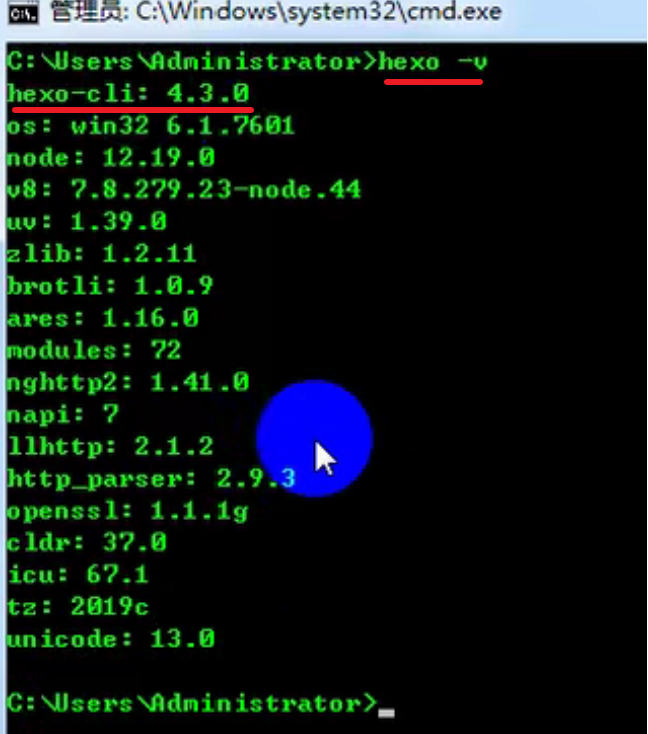 管理员: C:\Windows\system32\cmd.exe
C:\Users\Administrator>hexo -v
hexo-cli: 4.3.0
os: win32 6.1.7601
node: 12.19.0
v8: 7.8.279.23-node.44
uv: 1.39.0
zlib: 1.2.11
brotli: 1.0.9
ares: 1.16.0
modules: 72
nghttp2: 1.41.0
napi: 7
llhttp: 2.1.2
http_parser: 2.9.3
openssl: 1.1.1g
cldr: 37.0
icu: 67.1
tz: 2019c
unicode: 13.0
C:\Users\Administrator>_